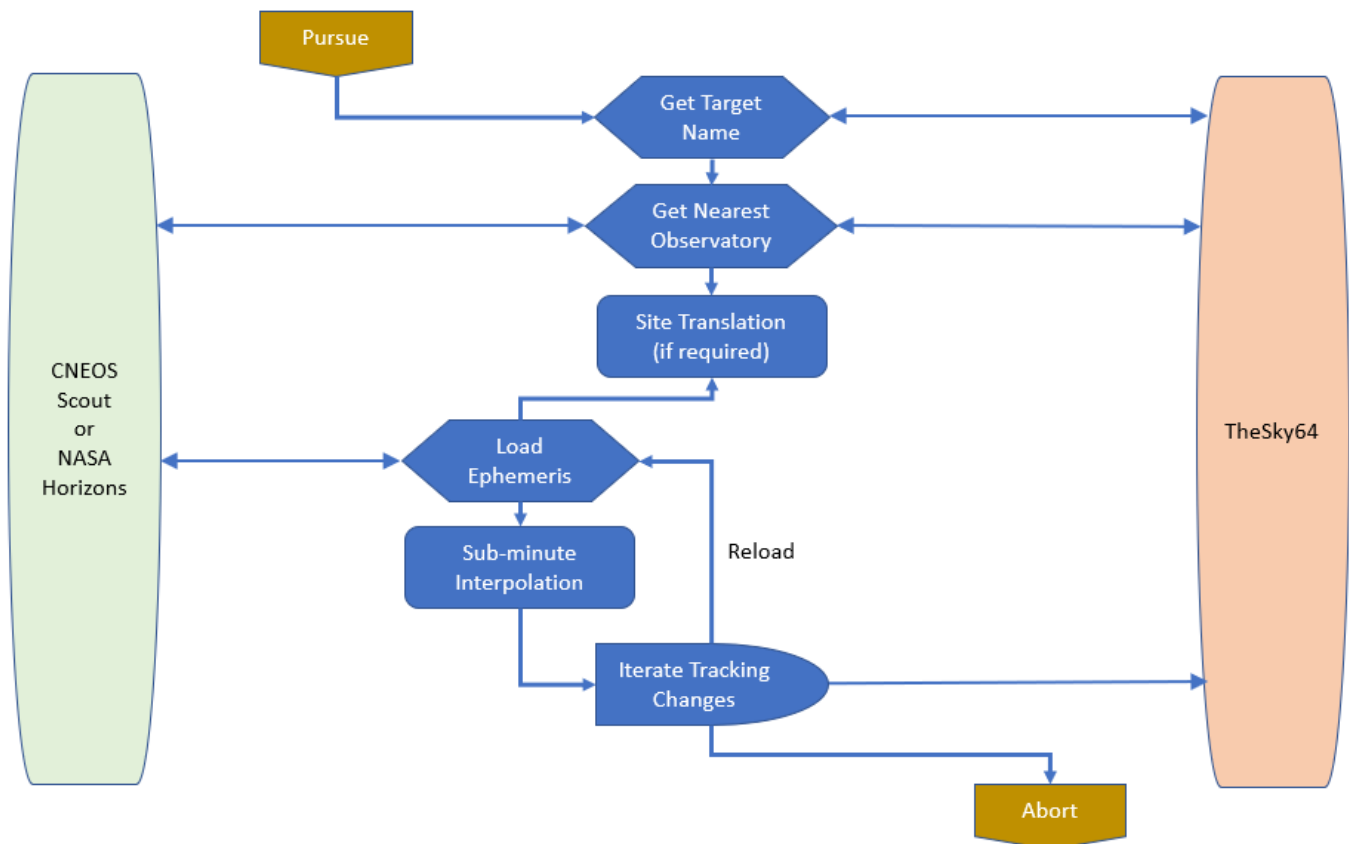 Pursue
Get Target
Name
Get Nearest
Observatory
Site Translation
(if required)
CNEOS
Scout
or
NASA
Horizons
TheSky64
Load
Ephemeris
Sub-minute
Interpolation
Reload
Iterate Tracking
Changes
Abort